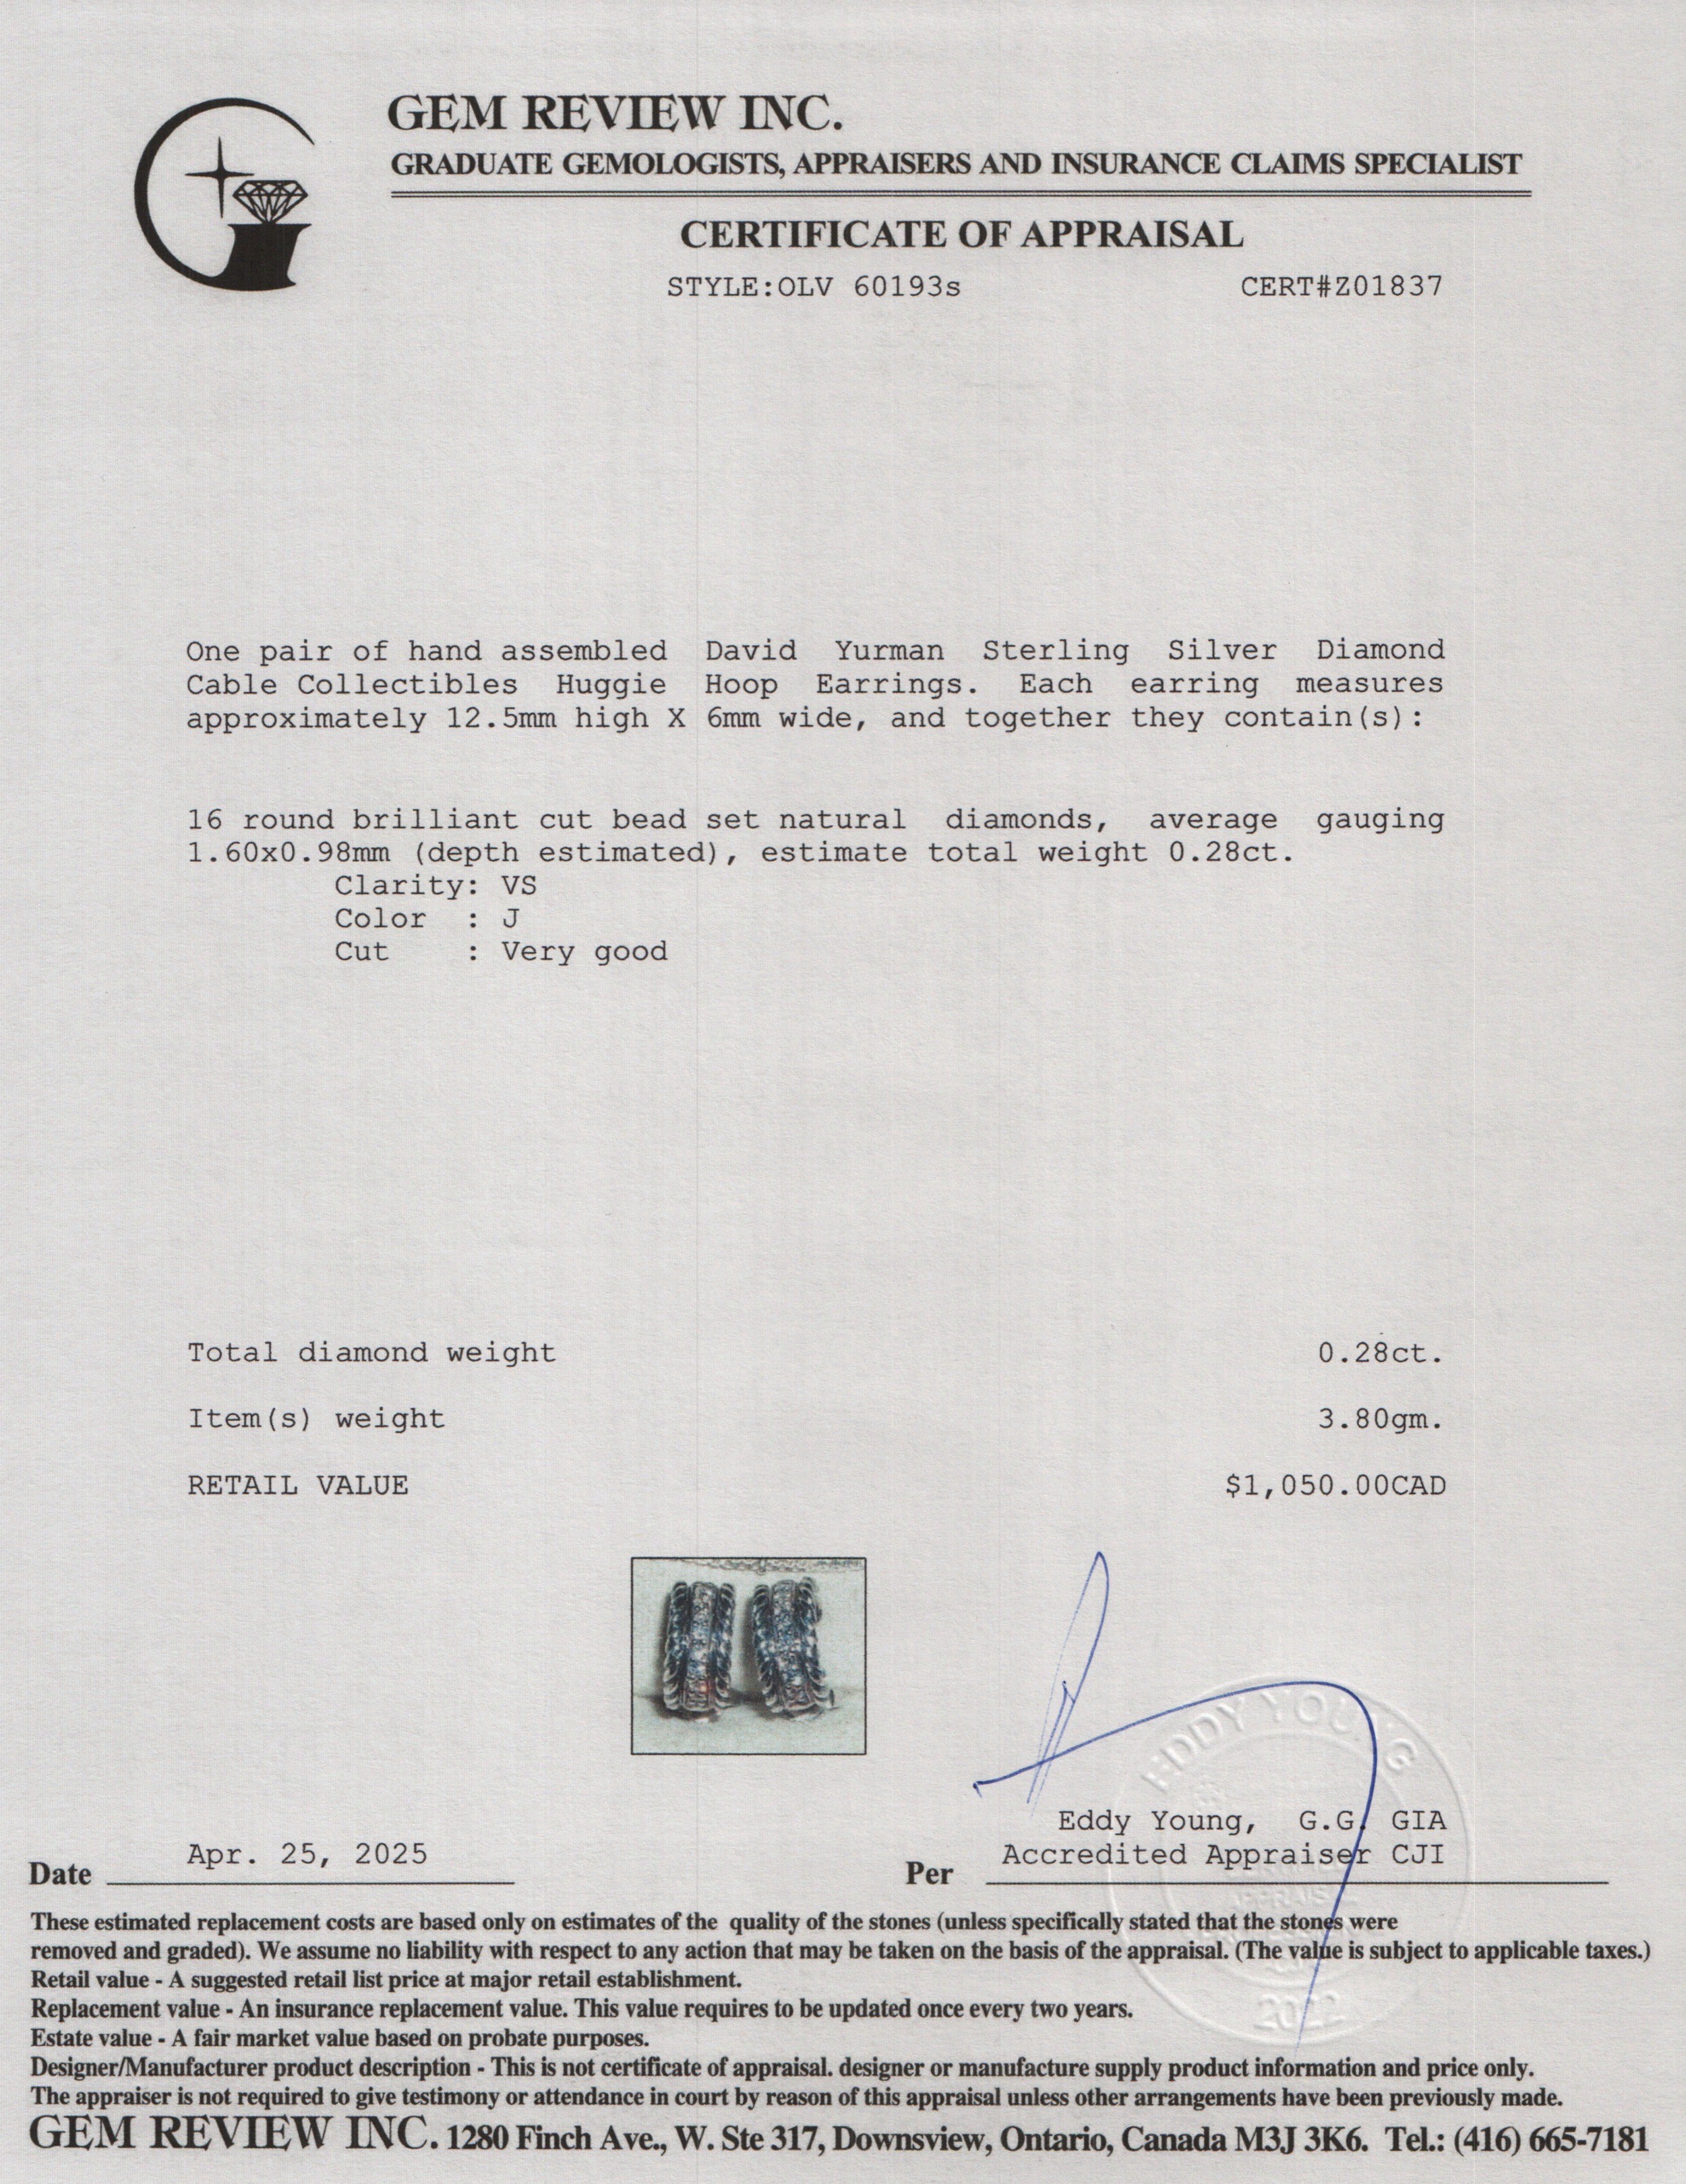 GEM REVIEW INC.
GRADUATE GEMOLOGISTS, APPRAISERS AND INSURANCE CLAIMS SPECIALIST
CERTIFICATE OF APPRAISAL
STYLE:OLV 60193s CERT#Z01837
One pair of hand assembled David Yurman Sterling Silver Diamond
Cable Collectibles Huggie Hoop Earrings. Each earring measures
approximately 12.5mm high X 6mm wide, and together they contain(s):
16 round brilliant cut bead set natural diamonds, average gauging
1.60x0.98mm (depth estimated), estimate total weight 0.28ct.
Clarity: VS
Color : J
Cut : Very good
Total diamond weight 0.28ct.
Item(s) weight 3.80gm.
RETAIL VALUE $1,050.00CAD
EDDY YOUNG
Eddy Young, G.G. GIA
Date Apr. 25, 2025 Per Accredited Appraiser CJI
These estimated replacement costs are based only on estimates of the quality of the stones (unless specifically stated that the stones were
removed and graded). We assume no liability with respect to any action that may be taken on the basis of the appraisal. (The value is subject to applicable taxes.)
Retail value - A suggested retail list price at major retail establishment.
Replacement value - An insurance replacement value. This value requires to be updated once every two years.
2022
Estate value - A fair market value based on probate purposes.
Designer/Manufacturer product description - This is not certificate of appraisal. designer or manufacture supply product information and price only.
The appraiser is not required to give testimony or attendance in court by reason of this appraisal unless other arrangements have been previously made.
GEM REVIEW INC. 1280 Finch Ave., W. Ste 317, Downsview, Ontario, Canada M3J 3K6. Tel.: (416) 665-7181